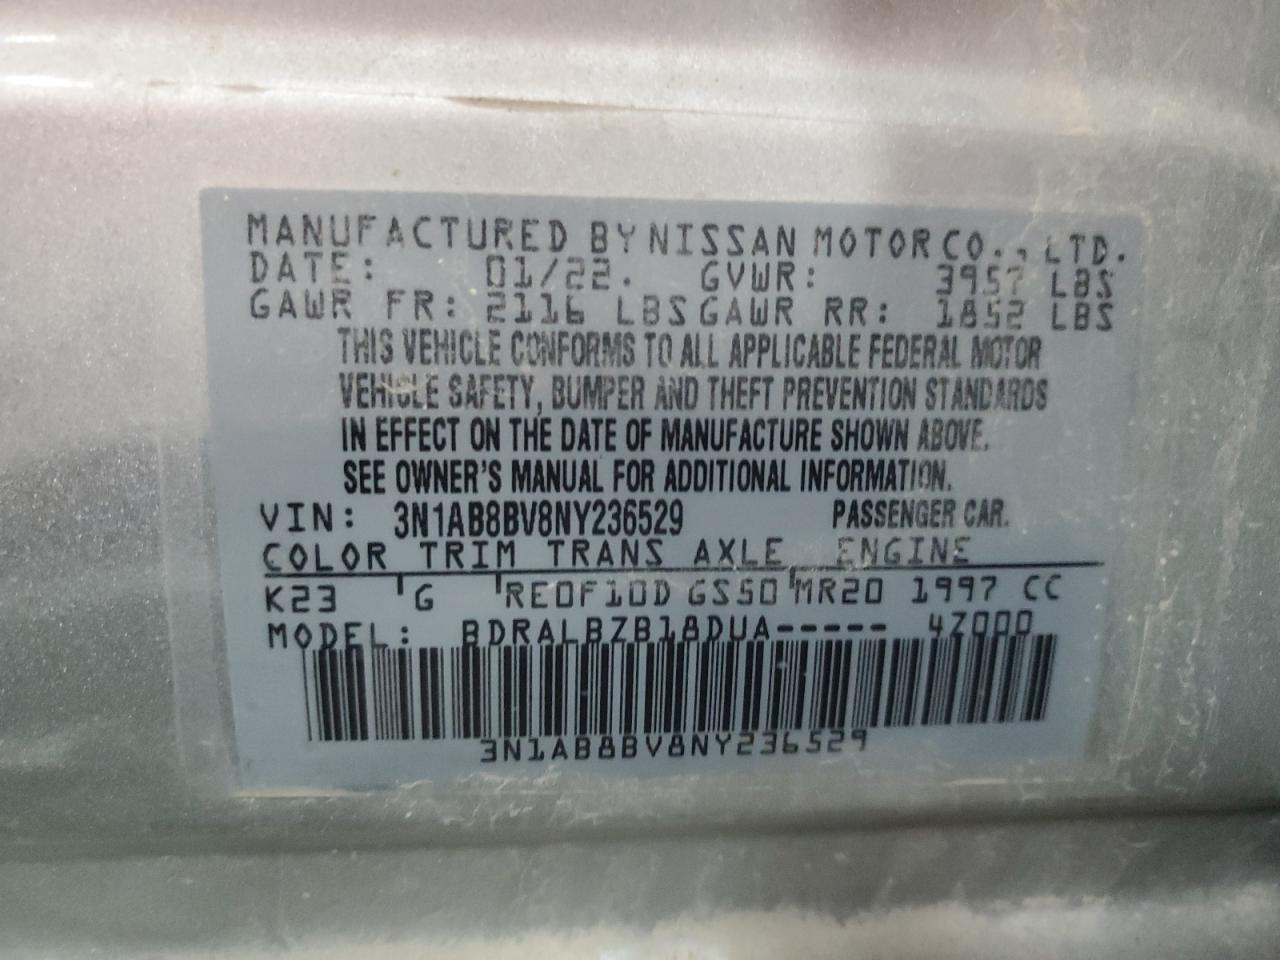 MANUFACTURED BY NISSAN MOTOR CO., LTD.
DATE: 01/22. GVWR: 3957 LBS
GAWR FR: 2116 LBS GAWR RR: 1852 LBS
THIS VEHICLE CONFORMS TO ALL APPLICABLE FEDERAL MOTOR
VEHICLE SAFETY, BUMPER AND THEFT PREVENTION STANDARDS
IN EFFECT ON THE DATE OF MANUFACTURE SHOWN ABOVE.
SEE OWNER'S MANUAL FOR ADDITIONAL INFORMATION.
VIN: 3N1AB8BV8NY236529 PASSENGER CAR.
COLOR TRIM TRANS AXLE ENGINE
K23 G RE0F10D GS50 MR20 1997 CC
MODEL: BDRALBZB18DUA----- 4Z000
3N1AB8BV8NY236529